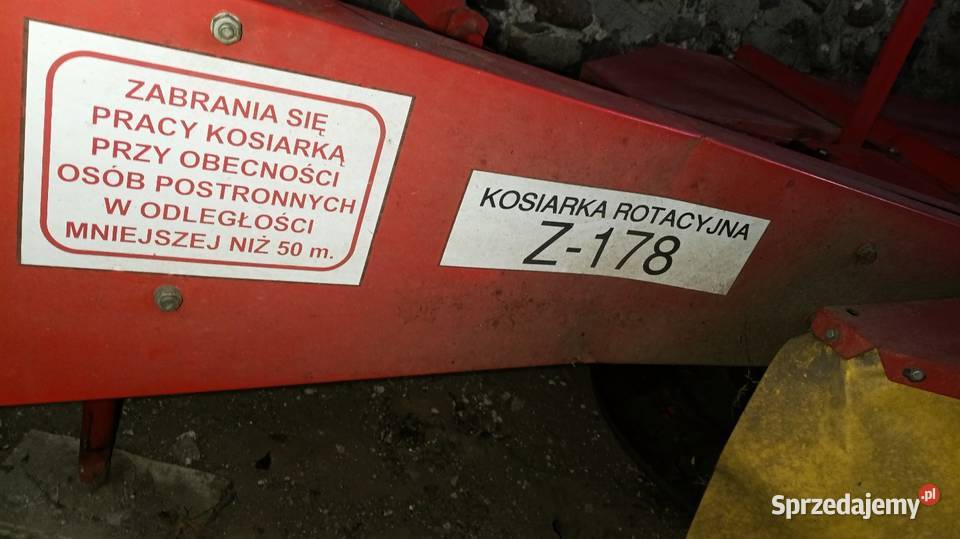 ZABRANIA SIĘ
PRACY KOSIARKĄ
PRZY OBECNOŚCI
OSÓB POSTRONNYCH
W ODLEGŁOŚCI
MNIEJSZEJ NIŻ 50 m.
KOSIARKA ROTACYJNA
Z-178
Sprzedajemy.pl